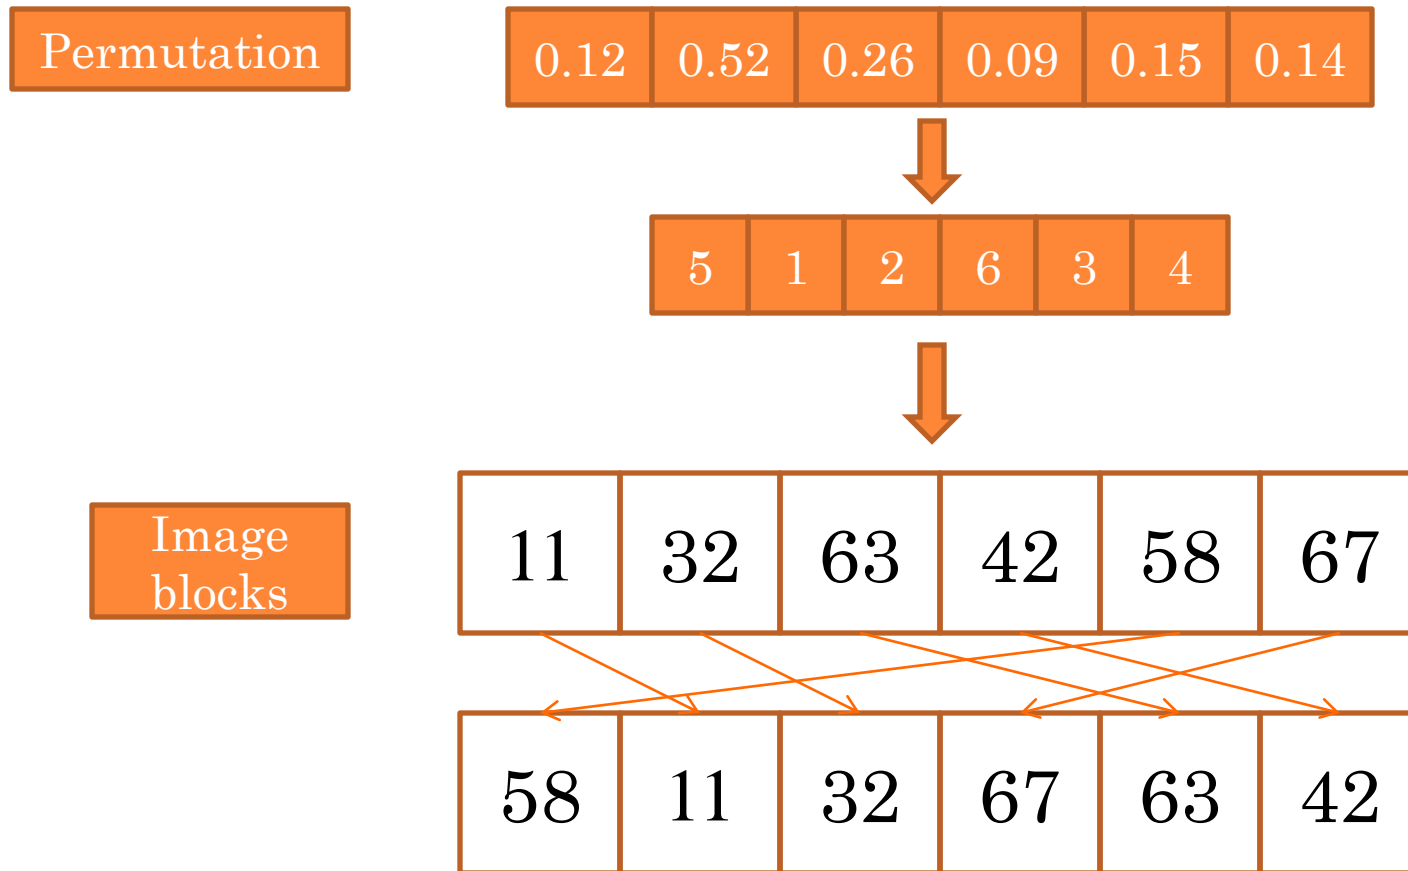 Permutation
0.12 0.52 0.26 0.09 0.15 0.14
5 1 2 6 3 4
Image
blocks
11 32 63 42 58 67
58 11 32 67 63 42